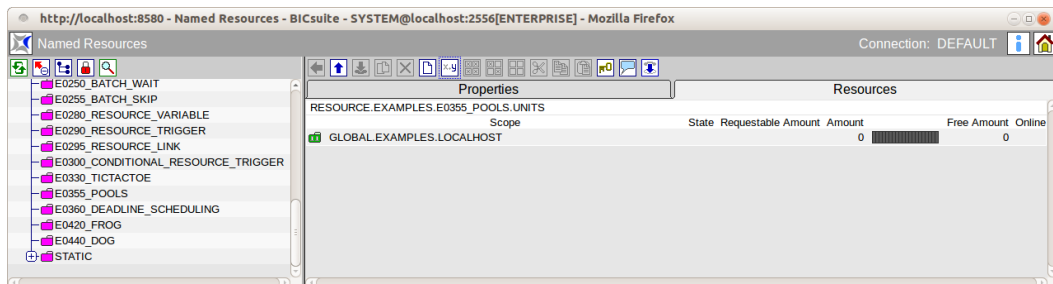 http://localhost:8580 - Named Resources - BICsuite - SYSTEM@localhost:2556[ENTERPRISE] - Mozilla Firefox
Named Resources
Connection: DEFAULT
E0250_BATCH_WAIT
E0255_BATCH_SKIP
E0280_RESOURCE_VARIABLE
E0290_RESOURCE_TRIGGER
E0295_RESOURCE_LINK
E0300_CONDITIONAL_RESOURCE_TRIGGER
E0330_TICTACTOE
E0355_POOLS
E0360_DEADLINE_SCHEDULING
E0420_FROG
E0440_DOG
STATIC
x-y
Properties Resources
RESOURCE.EXAMPLES.E0355_POOLS.UNITS
Scope State Requestable Amount Amount Free Amount Online
GLOBAL.EXAMPLES.LOCALHOST 0 0